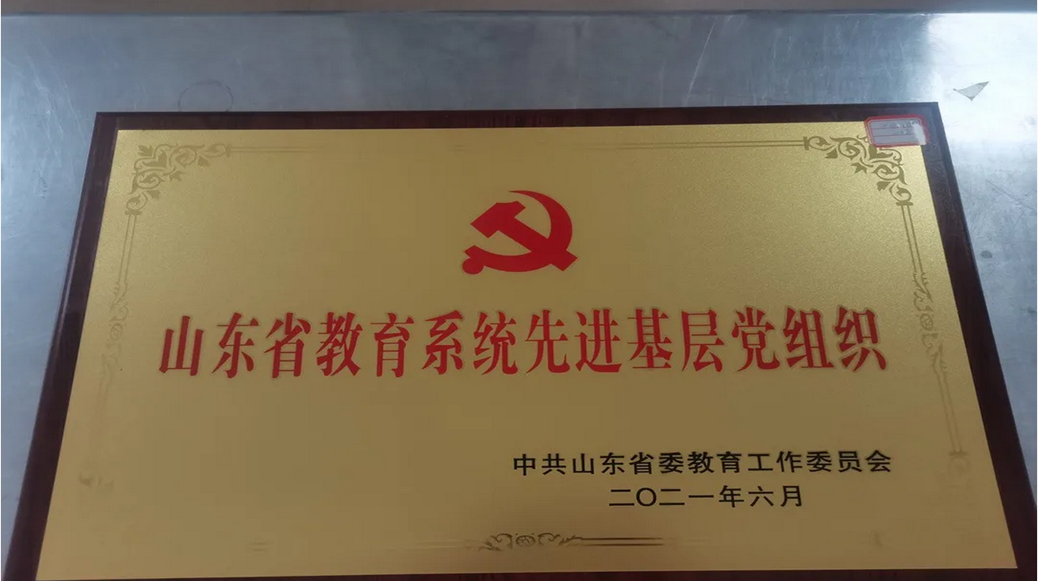 山东省教育系统先进基层党组织
中共山东省委教育工作委员会
二〇二一年六月